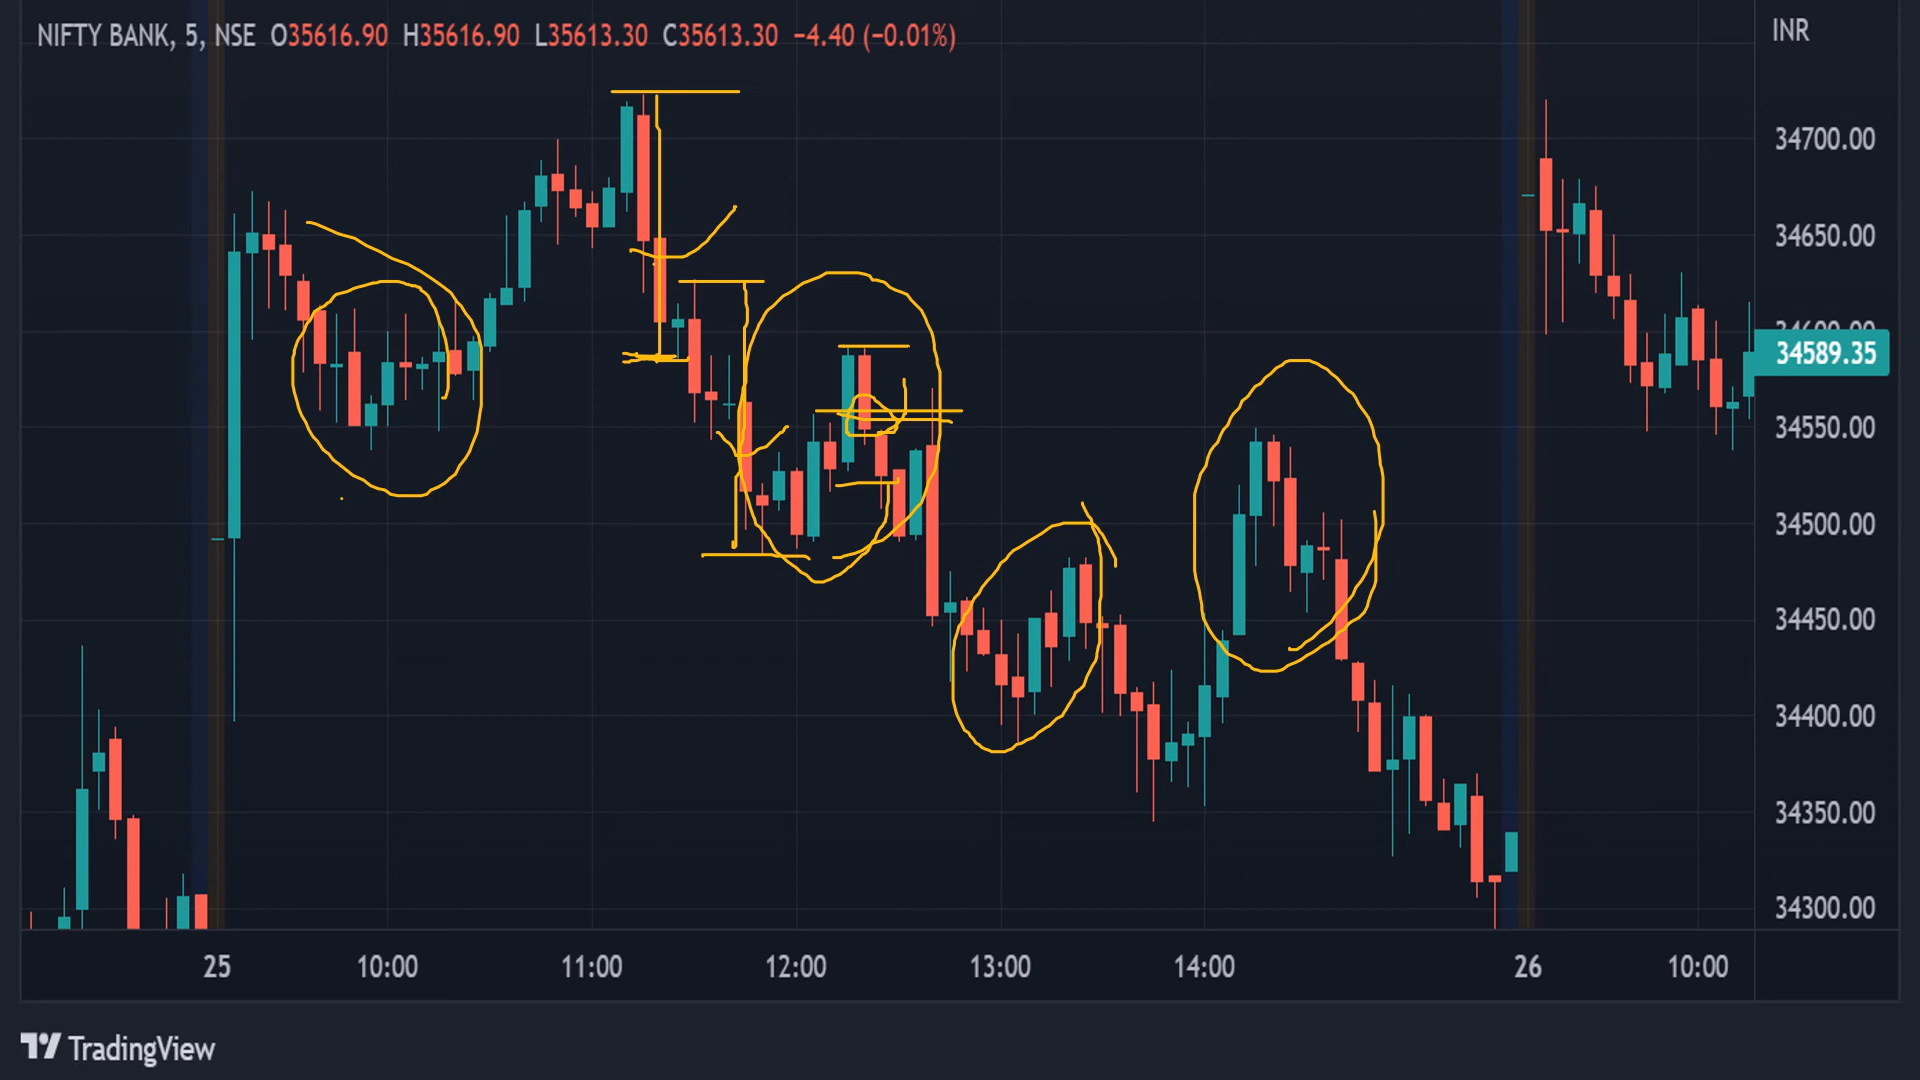 NIFTY BANK, 5, NSE O35616.90 H35616.90 L35613.30 C35613.30 −4.40 (−0.01%)
INR
34700.00
34650.00
34600.00
34589.35
34550.00
34500.00
34450.00
34400.00
34350.00
34300.00
25 10:00 11:00 12:00 13:00 14:00 26 10:00
TradingView